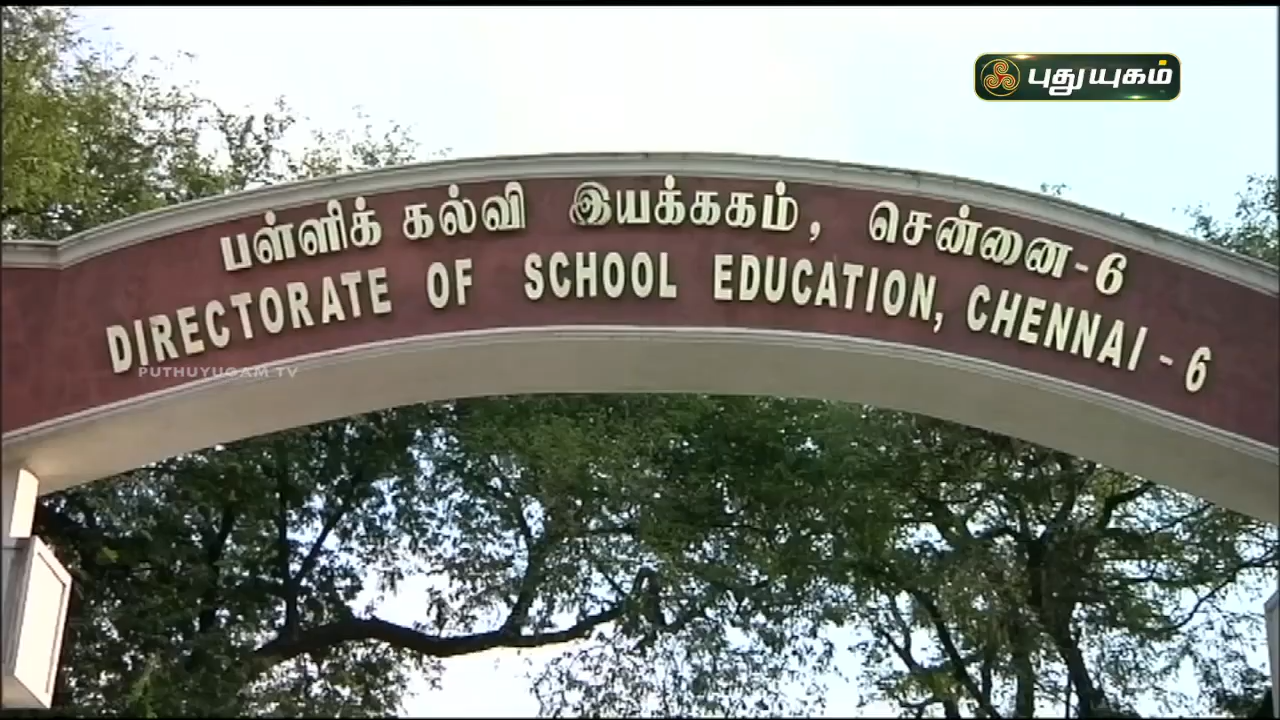 புதுயுகம்
பள்ளிக் கல்வி இயக்ககம், சென்னை-6
DIRECTORATE OF SCHOOL EDUCATION, CHENNAI - 6
PUTHUYUGAM TV